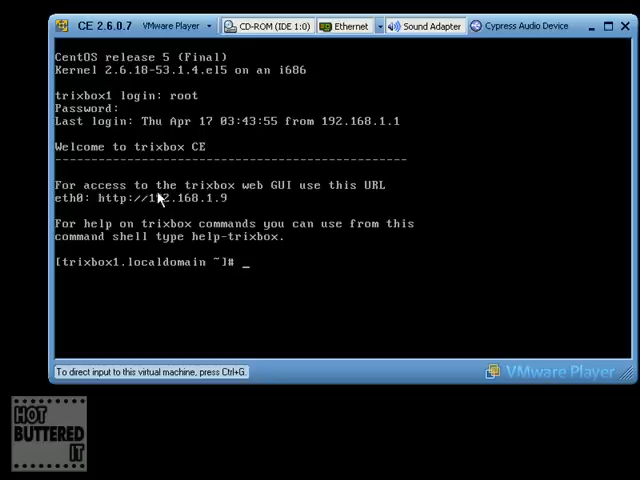 CE 2.6.0.7 VMware Player CD-ROM (IDE 1:0) Ethernet Sound Adapter Cypress Audio Device
CentOS release 5 (Final)
Kernel 2.6.18-53.1.4.el5 on an i686
trixbox1 login: root
Password:
Last login: Thu Apr 17 03:43:55 from 192.168.1.1
Welcome to trixbox CE
-------------------------------------------------------
For access to the trixbox web GUI use this URL
eth0: http://192.168.1.9
For help on trixbox commands you can use from this
command shell type help-trixbox.
[trixbox1.localdomain ~]# _
To direct input to this virtual machine, press Ctrl+G.
VMware Player
HOT
BUTTERED
IT